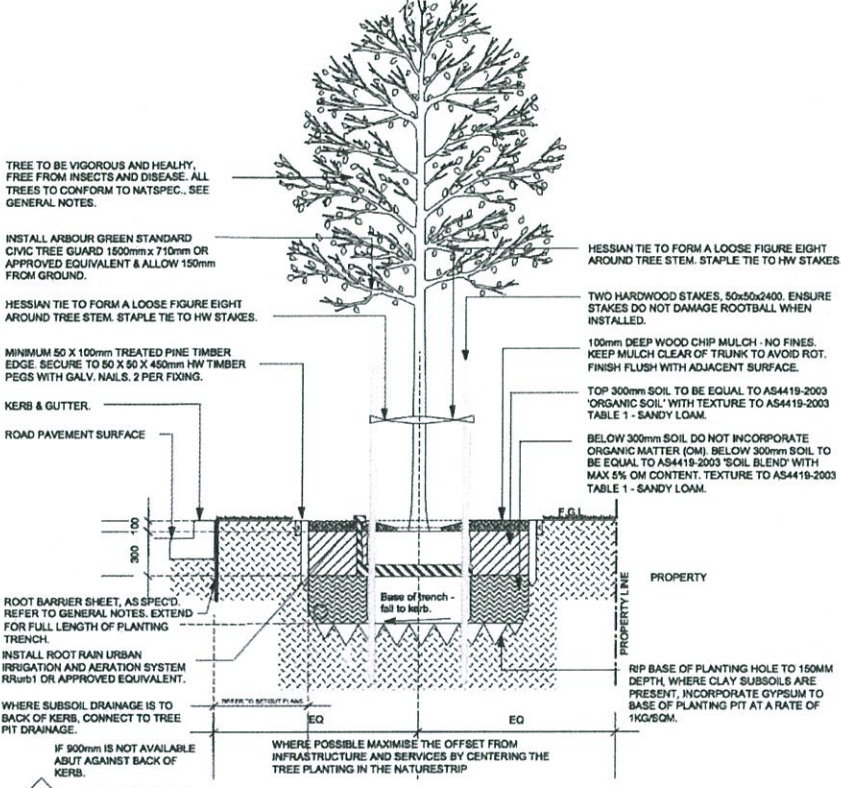 TREE TO BE VIGOROUS AND HEALHY,
FREE FROM INSECTS AND DISEASE. ALL
TREES TO CONFORM TO NATSPEC., SEE
GENERAL NOTES.
INSTALL ARBOUR GREEN STANDARD
CIVIC TREE GUARD 1500mm x 710mm OR
APPROVED EQUIVALENT & ALLOW 150mm
FROM GROUND.
HESSIAN TIE TO FORM A LOOSE FIGURE EIGHT
AROUND TREE STEM. STAPLE TIE TO HW STAKES.
MINIMUM 50 X 100mm TREATED PINE TIMBER
EDGE. SECURE TO 50 X 50 X 450mm HW TIMBER
PEGS WITH GALV. NAILS. 2 PER FIXING.
KERB & GUTTER.
ROAD PAVEMENT SURFACE
HESSIAN TIE TO FORM A LOOSE FIGURE EIGHT
AROUND TREE STEM. STAPLE TIE TO HW STAKES
TWO HARDWOOD STAKES, 50x50x2400. ENSURE
STAKES DO NOT DAMAGE ROOTBALL WHEN
INSTALLED.
100mm DEEP WOOD CHIP MULCH - NO FINES.
KEEP MULCH CLEAR OF TRUNK TO AVOID ROT.
FINISH FLUSH WITH ADJACENT SURFACE.
TOP 300mm SOIL TO BE EQUAL TO AS4419-2003
'ORGANIC SOIL' WITH TEXTURE TO AS4419-2003
TABLE 1 - SANDY LOAM.
BELOW 300mm SOIL DO NOT INCORPORATE
ORGANIC MATTER (OM). BELOW 300mm SOIL TO
BE EQUAL TO AS4419-2003 'SOIL BLEND' WITH
MAX 5% OM CONTENT. TEXTURE TO AS4419-2003
TABLE 1 - SANDY LOAM.
F.G.L
100
300
ROOT BARRIER SHEET, AS SPEC'D.
REFER TO GENERAL NOTES. EXTEND
FOR FULL LENGTH OF PLANTING
TRENCH.
INSTALL ROOT RAIN URBAN
IRRIGATION AND AERATION SYSTEM
RRurb1 OR APPROVED EQUIVALENT.
WHERE SUBSOIL DRAINAGE IS TO
BACK OF KERB, CONNECT TO TREE
PIT DRAINAGE.
IF 900mm IS NOT AVAILABLE
ABUT AGAINST BACK OF
KERB.
Base of trench -
fall to kerb.
PROPERTY LINE
PROPERTY
RIP BASE OF PLANTING HOLE TO 150MM
DEPTH, WHERE CLAY SUBSOILS ARE
PRESENT, INCORPORATE GYPSUM TO
BASE OF PLANTING PIT AT A RATE OF
1KG/SQM.
REFER TO SETOUT PLANS
EQ
EQ
WHERE POSSIBLE MAXIMISE THE OFFSET FROM
INFRASTRUCTURE AND SERVICES BY CENTERING THE
TREE PLANTING IN THE NATURESTRIP